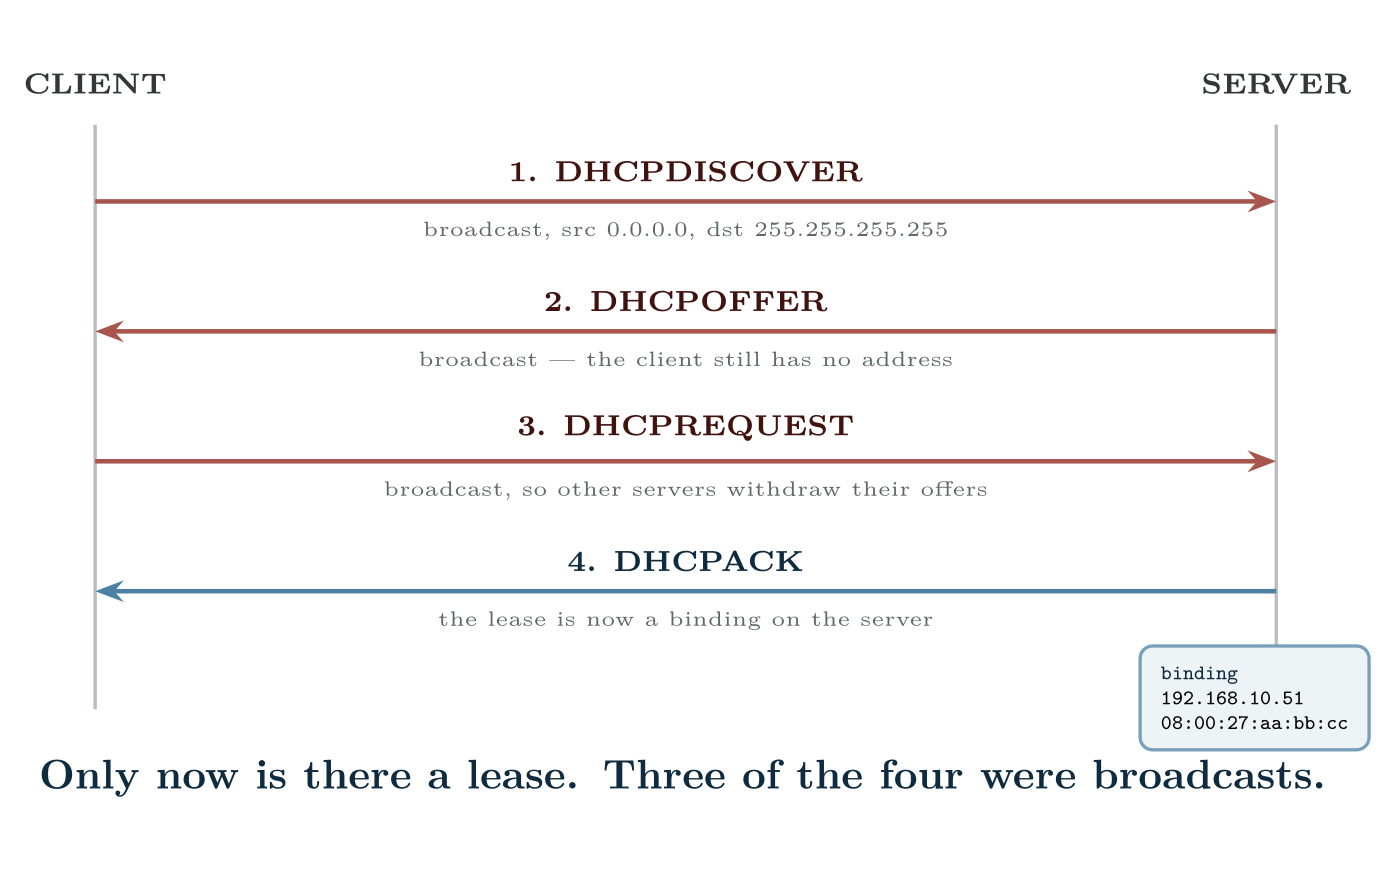 CLIENT
SERVER
1. DHCPDISCOVER
broadcast, src 0.0.0.0, dst 255.255.255.255
2. DHCPOFFER
broadcast — the client still has no address
3. DHCPREQUEST
broadcast, so other servers withdraw their offers
4. DHCPACK
the lease is now a binding on the server
binding
192.168.10.51
08:00:27:aa:bb:cc
Only now is there a lease. Three of the four were broadcasts.